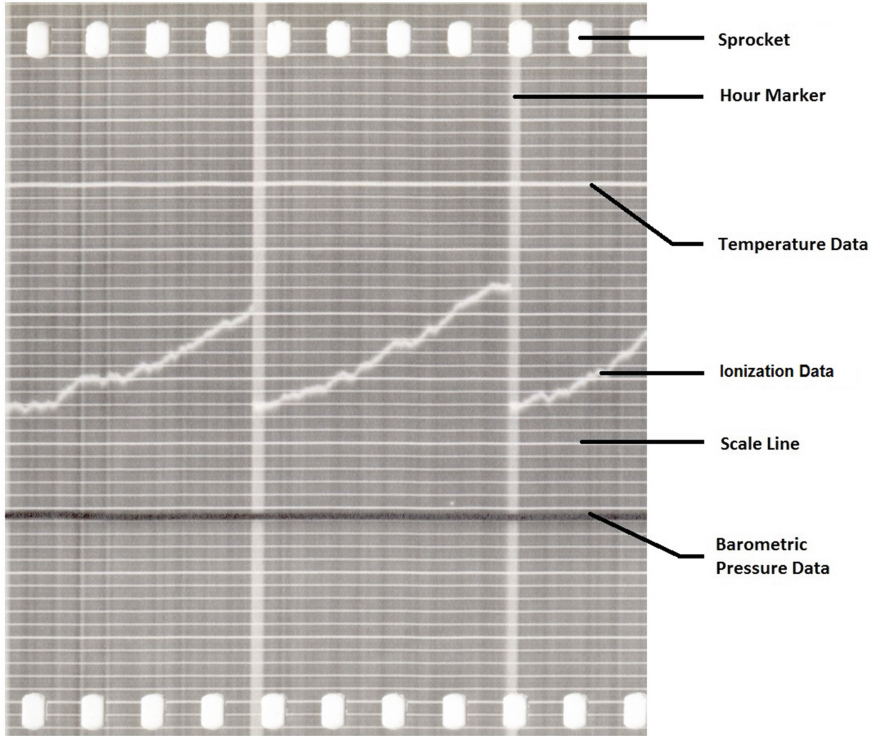 Sprocket
Hour Marker
Temperature Data
Ionization Data
Scale Line
Barometric
Pressure Data